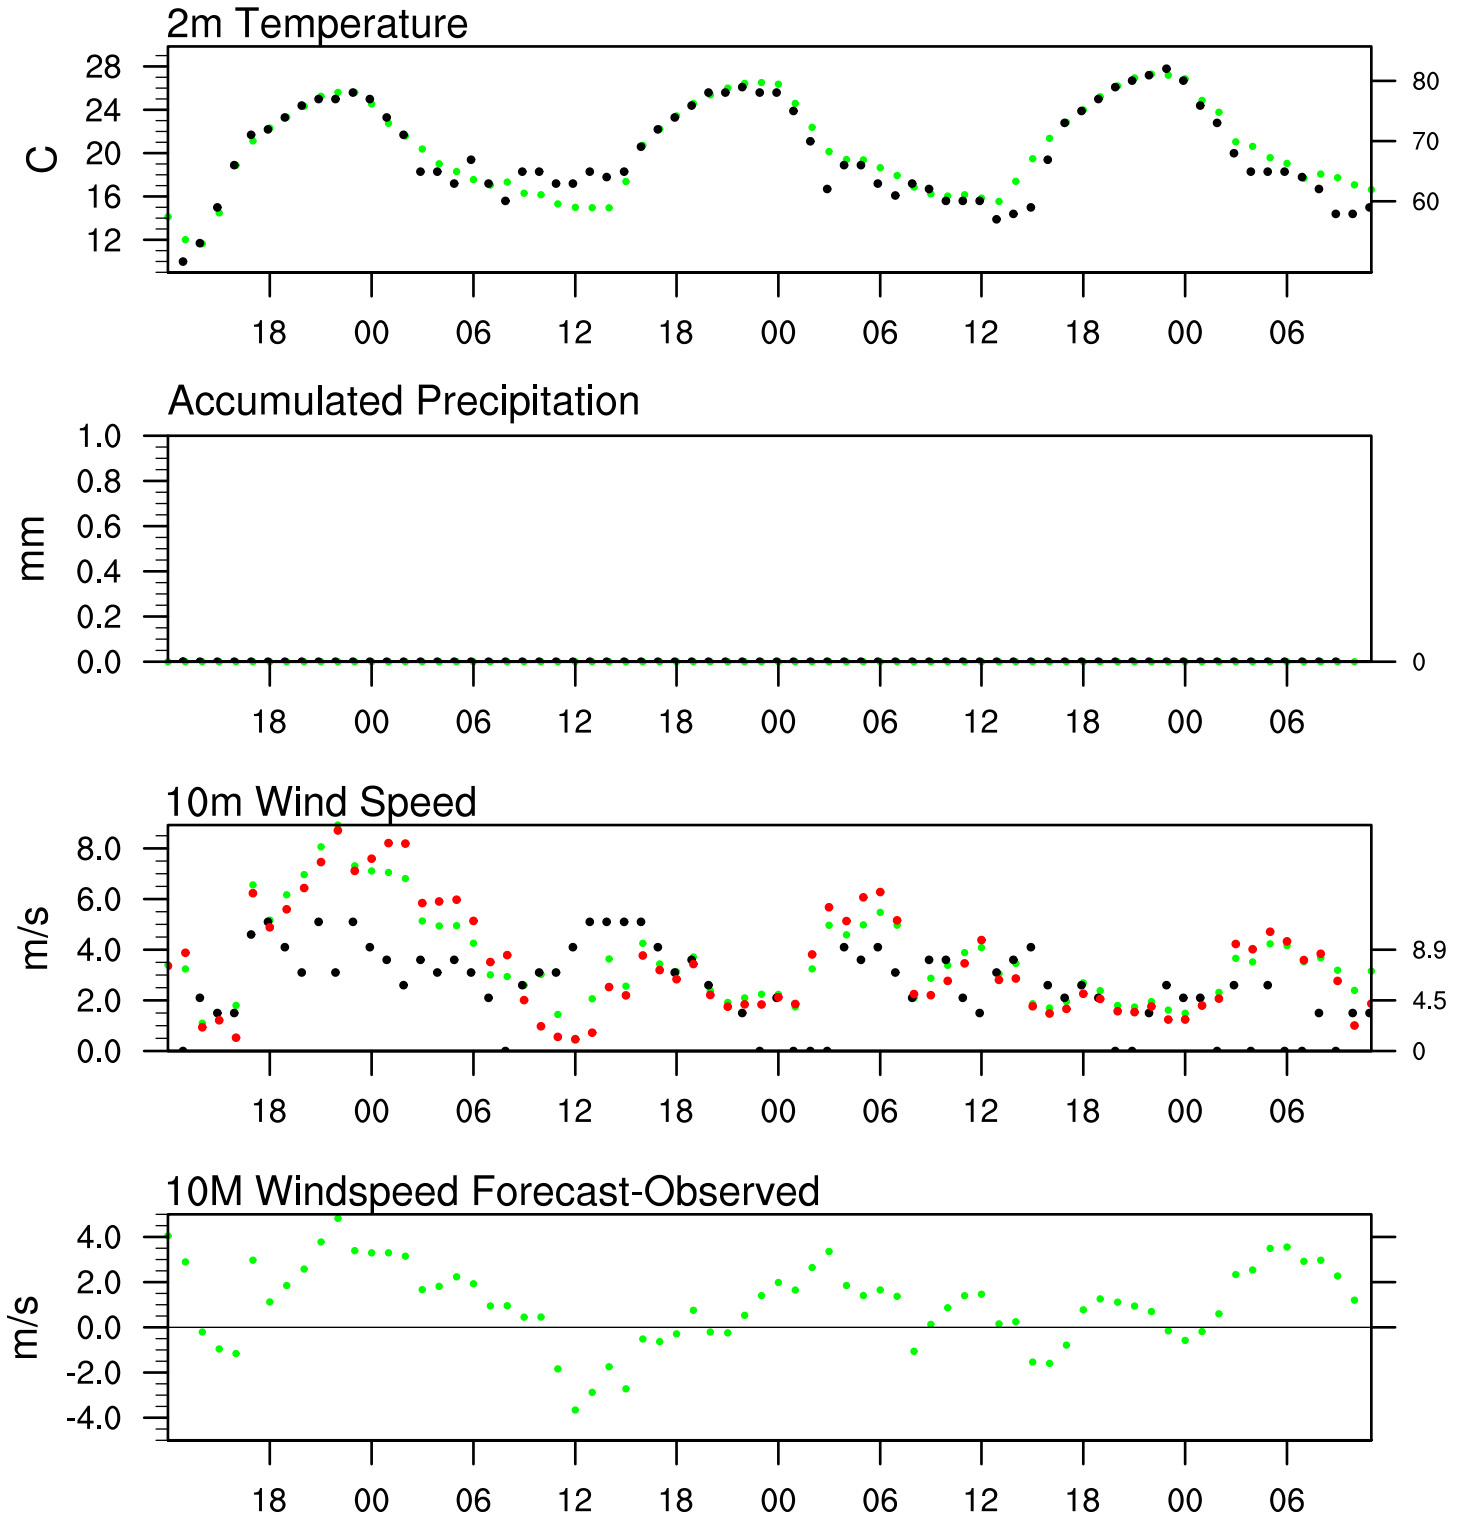 2m Temperature
28
24
20
16
12
C
80
70
60
18 00 06 12 18 00 06 12 18 00 06
Accumulated Precipitation
1.0
0.8
0.6
0.4
0.2
0.0
mm
0
18 00 06 12 18 00 06 12 18 00 06
10m Wind Speed
8.0
6.0
4.0
2.0
0.0
m/s
8.9
4.5
0
18 00 06 12 18 00 06 12 18 00 06
10M Windspeed Forecast-Observed
4.0
2.0
0.0
-2.0
-4.0
m/s
18 00 06 12 18 00 06 12 18 00 06